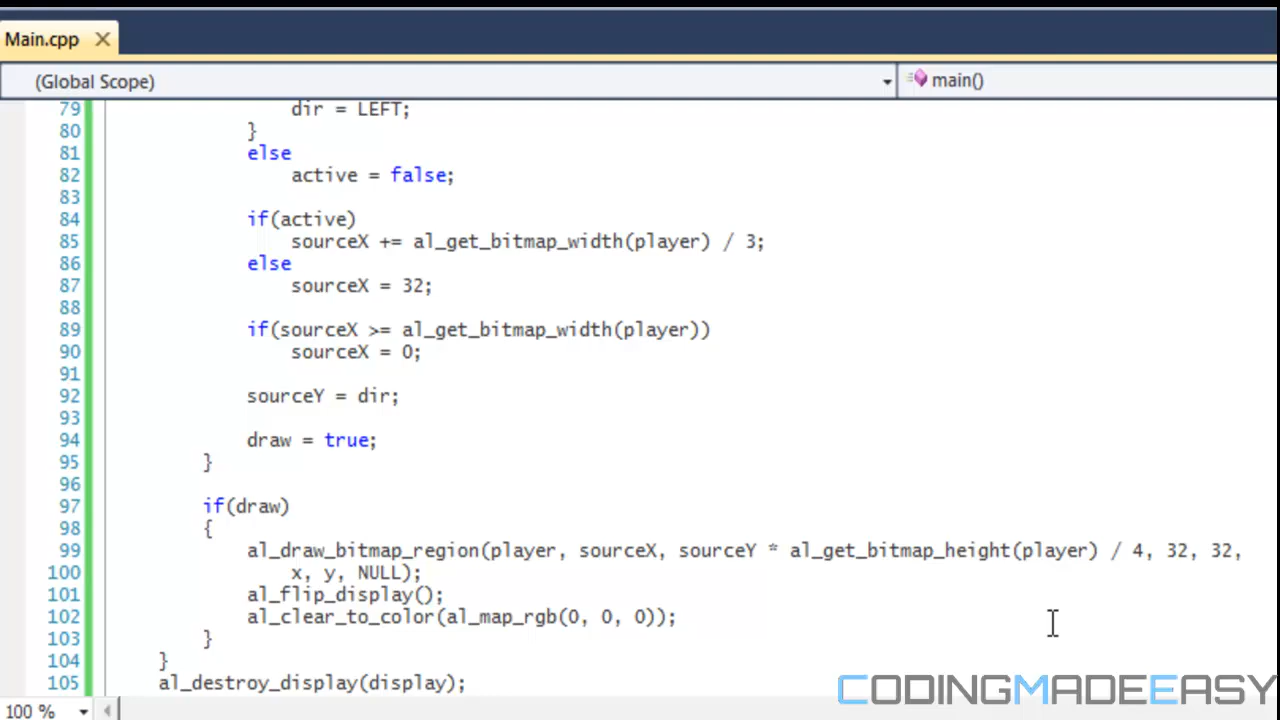 Main.cpp
(Global Scope) main()
79 dir = LEFT;
80 }
81 else
82 active = false;
83
84 if(active)
85 sourceX += al_get_bitmap_width(player) / 3;
86 else
87 sourceX = 32;
88
89 if(sourceX >= al_get_bitmap_width(player))
90 sourceX = 0;
91
92 sourceY = dir;
93
94 draw = true;
95 }
96
97 if(draw)
98 {
99 al_draw_bitmap_region(player, sourceX, sourceY * al_get_bitmap_height(player) / 4, 32, 32,
100 x, y, NULL);
101 al_flip_display();
102 al_clear_to_color(al_map_rgb(0, 0, 0));
103 }
104 }
105 al_destroy_display(display);
CODINGMADEEASY
100 %